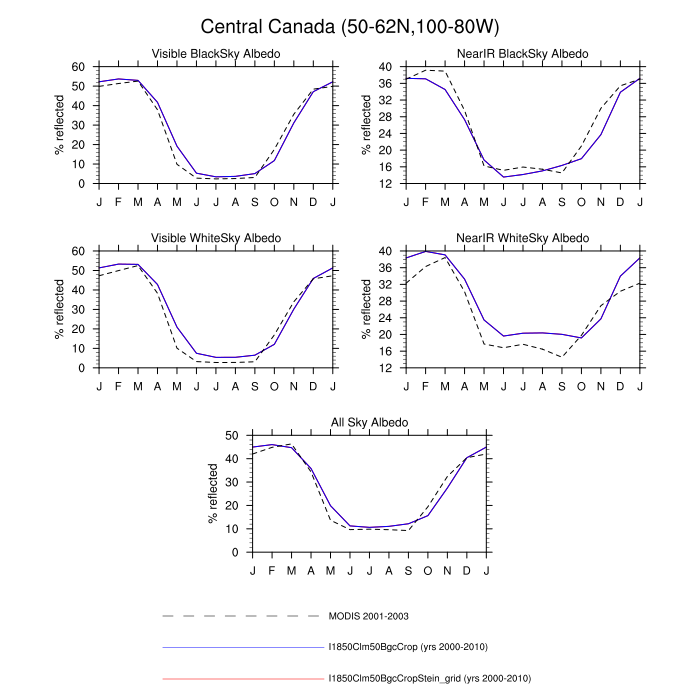 Central Canada (50-62N,100-80W)
Visible BlackSky Albedo
% reflected
60
50
40
30
20
10
0
J F M A M J J A S O N D J
NearIR BlackSky Albedo
% reflected
40
36
32
28
24
20
16
12
J F M A M J J A S O N D J
Visible WhiteSky Albedo
% reflected
60
50
40
30
20
10
0
J F M A M J J A S O N D J
NearIR WhiteSky Albedo
% reflected
40
36
32
28
24
20
16
12
J F M A M J J A S O N D J
All Sky Albedo
% reflected
50
40
30
20
10
0
J F M A M J J A S O N D J
MODIS 2001-2003
I1850Clm50BgcCrop (yrs 2000-2010)
I1850Clm50BgcCropStein_grid (yrs 2000-2010)